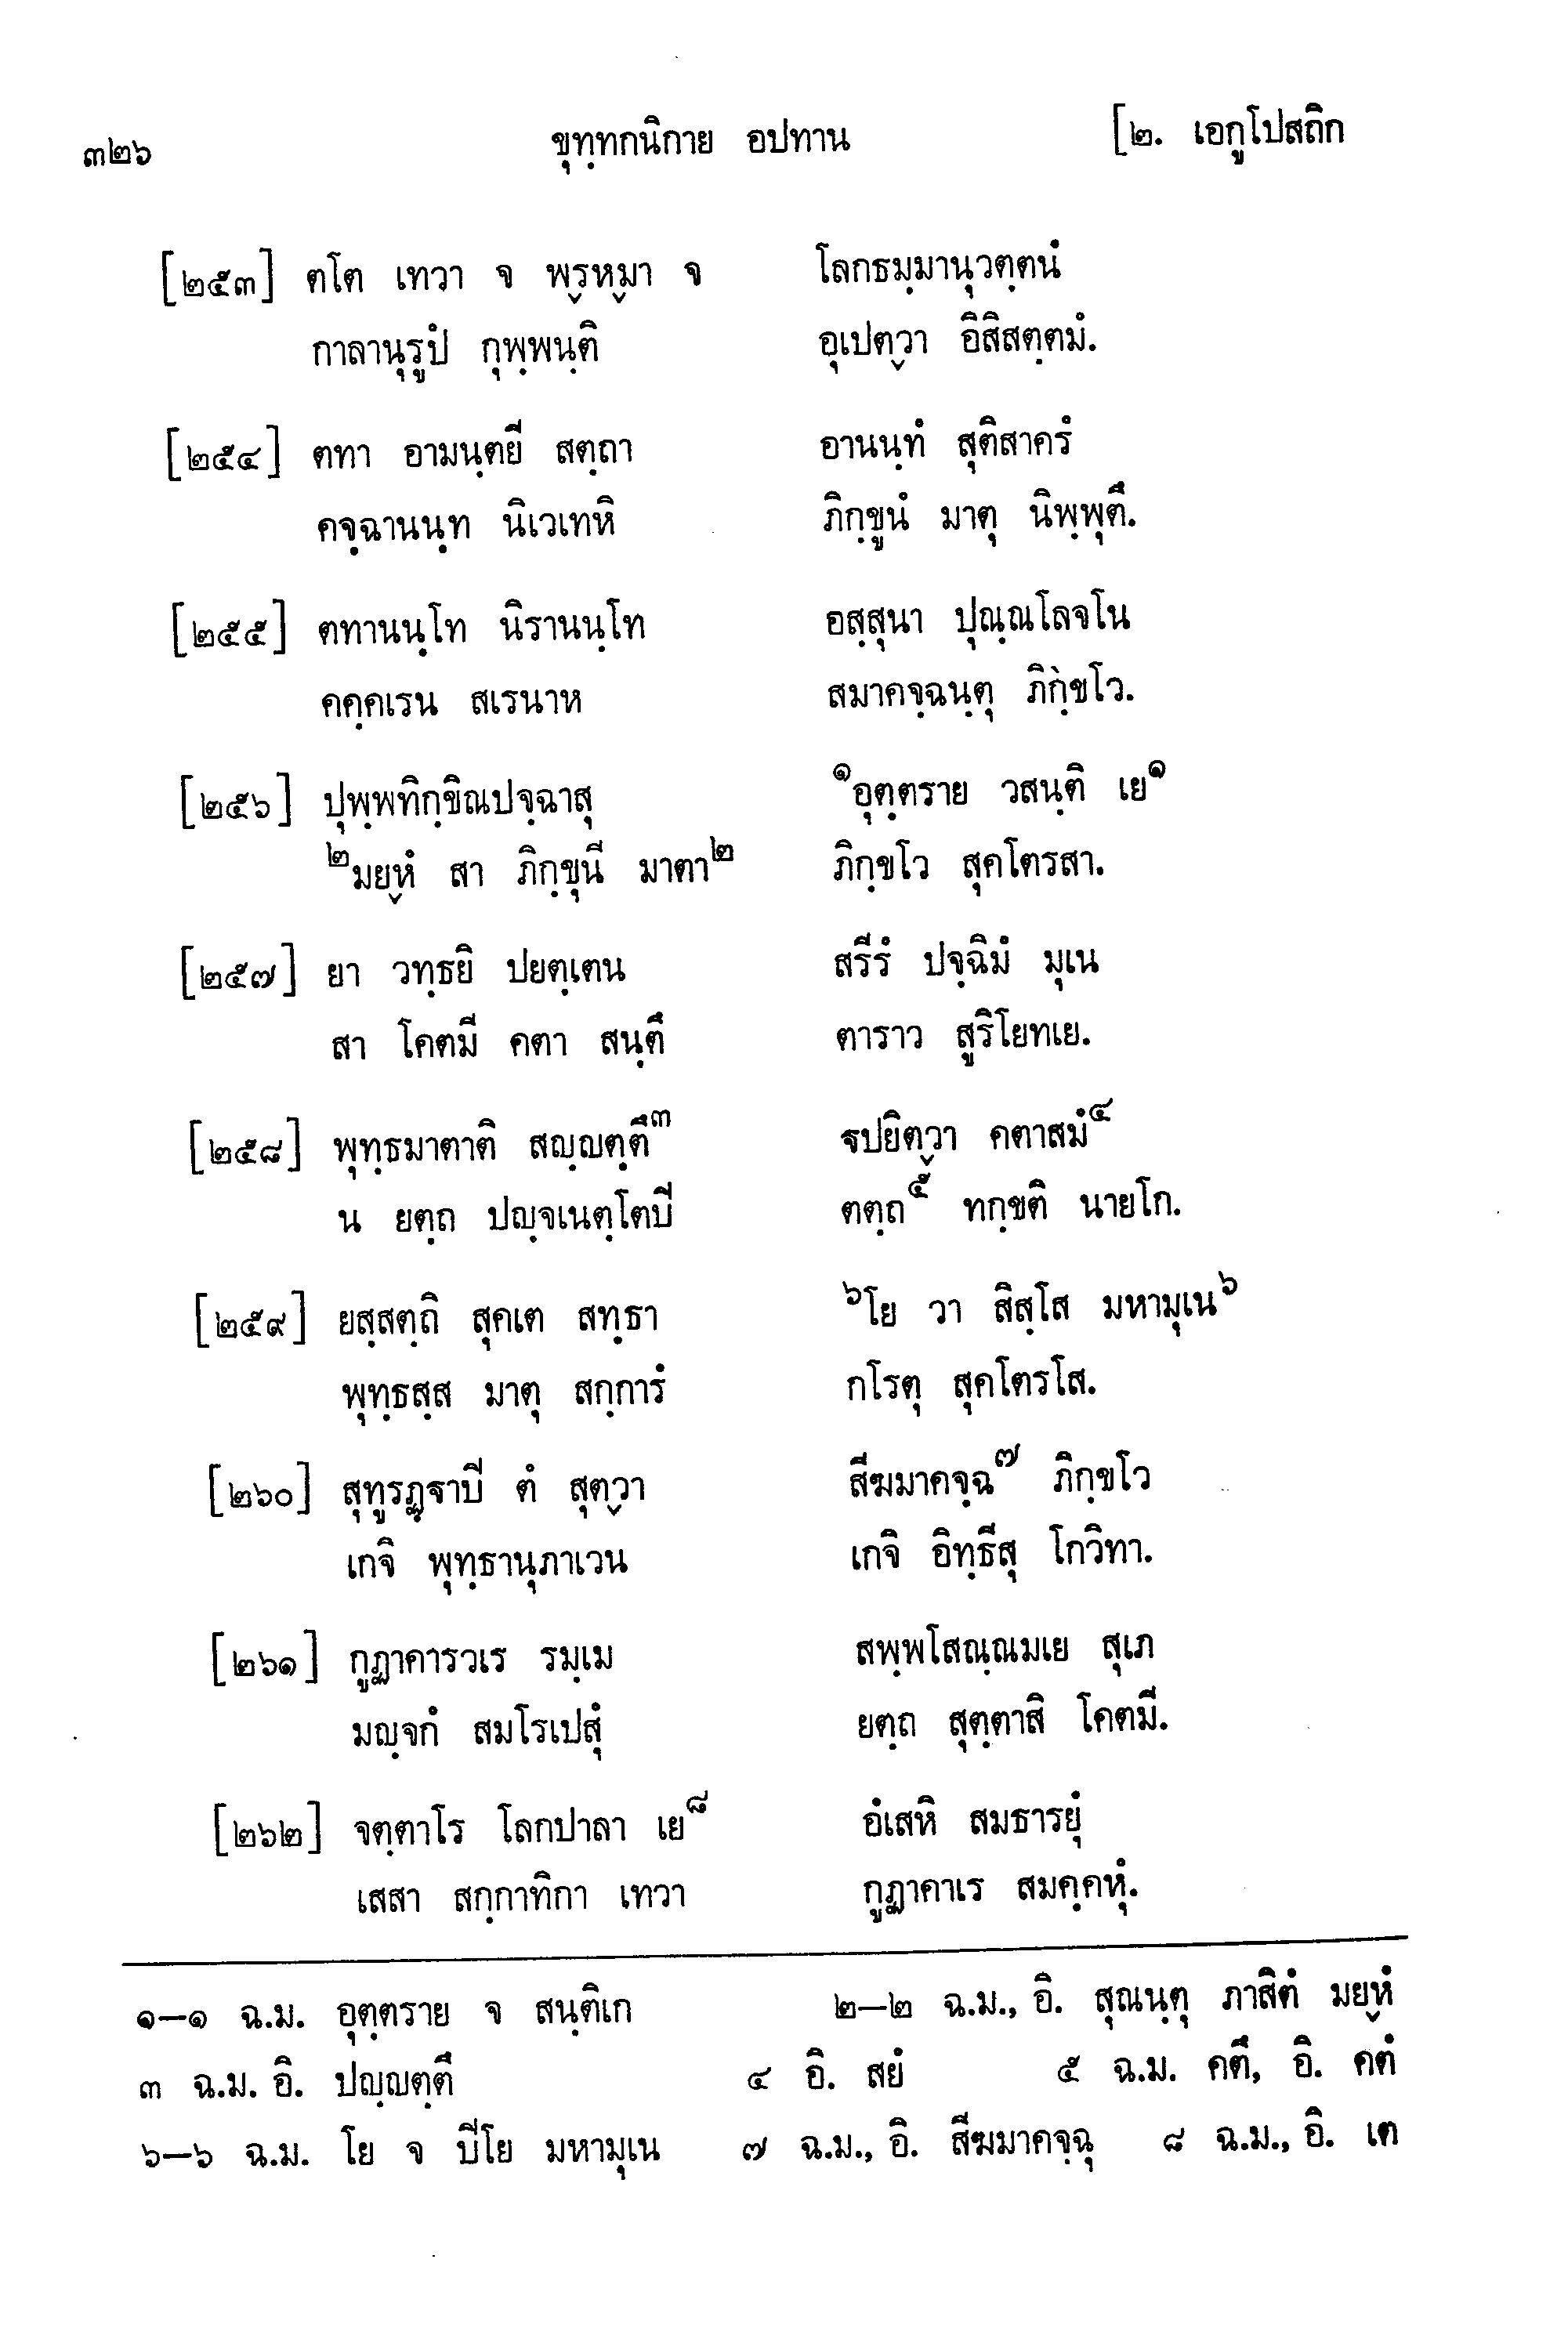 ๓๒๖ ขุทฺทกนิกาย อปทาน [๒. เอกูโปสถิก
[๒๕๓] ตโต เทวา จ พฺรหฺมา จ โลกธมฺมานุวตฺตนํ
กาลานุรูปํ กุพฺพนฺติ อุเปตฺวา อิสิสตฺตมํ.
[๒๕๔] ตทา อามนฺตยี สตฺถา อานนฺทํ สุติสาครํ
คจฺฉานนฺท นิเวเทหิ ภิกฺขูนํ มาตุ นิพฺพุตึ.
[๒๕๕] ตทานนฺโท นิรานนฺโท อสฺสุนา ปุณฺณโลจโน
คคฺคเรน สเรนาห สมาคจฺฉนฺตุ ภิกฺขโว.
[๒๕๖] ปุพฺพทิกฺขิณปจฺฉาสุ ๑อุตฺตราย วสนฺติ เย๑
๒มยฺหํ สา ภิกฺขุนี มาตา๒ ภิกฺขโว สุคโตรสา.
[๒๕๗] ยา วทฺธยิ ปยตฺเตน สรีรํ ปจฺฉิมํ มุเน
สา โคตมี คตา สนฺตึ ตาราว สูริโยทเย.
[๒๕๘] พุทฺธมาตาติ สญฺญตฺตึ๓ ฐปยิตฺวา คตาสมํ๔
น ยตฺถ ปญฺจเนตฺโตปี ตตฺถ๕ ทกฺขติ นายโก.
[๒๕๙] ยสฺสตฺถิ สุคเต สทฺธา ๖โย วา สิสฺโส มหามุเน๖
พุทฺธสฺส มาตุ สกฺการํ กโรตุ สุคโตรโส.
[๒๖๐] สุทูรฏฺฐาปี ตํ สุตฺวา สีฆมาคจฺฉ๗ ภิกฺขโว
เกจิ พุทฺธานุภาเวน เกจิ อิทฺธีสุ โกวิทา.
[๒๖๑] กูฏาคารวเร รมฺเม สพฺพโสณฺณมเย สุเภ
มญฺจกํ สมโรเปสุํ ยตฺถ สุตฺตาสิ โคตมี.
[๒๖๒] จตฺตาโร โลกปาลา เย๘ อํเสหิ สมธารยุํ
เสสา สกฺกาทิกา เทวา กูฏาคาเร สมคฺคหุํ.
๑—๑ ฉ.ม. อุตฺตราย จ สนฺติเก ๒—๒ ฉ.ม., อิ. สุณนฺตุ ภาสิตํ มยฺหํ
๓ ฉ.ม. อิ. ปญฺญตฺตึ ๔ อิ. สยํ ๕ ฉ.ม. คตึ, อิ. คตํ
๖—๖ ฉ.ม. โย จ ปิโย มหามุเน ๗ ฉ.ม., อิ. สีฆมาคจฺฉุ ๘ ฉ.ม., อิ. เต